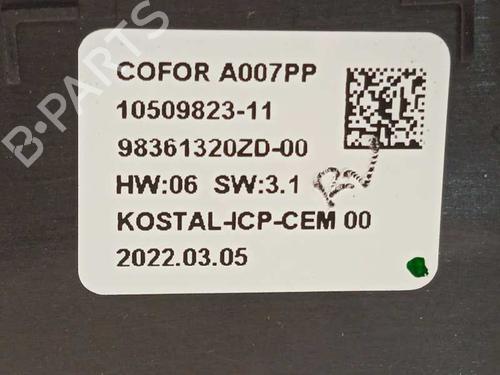 COFOR A007PP
10509823-11
98361320ZD-00
HW:06 SW:3.1
KOSTAL-ICP-CEM 00
2022.03.05
B-PARTS